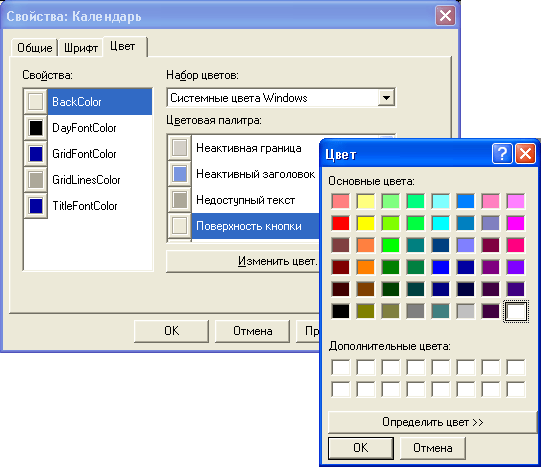 Свойства: Календарь
Общие
Шрифт
Цвет
Свойства:
BackColor
DayFontColor
GridFontColor
GridLinesColor
TitleFontColor
Набор цветов:
Системные цвета Windows
Цветовая палитра:
Неактивная граница
Неактивный заголовок
Недоступный текст
Поверхность кнопки
Изменить цвет.
OK
Отмена
Пр
Цвет
Основные цвета:
Дополнительные цвета:
Определить цвет >>
OK
Отмена